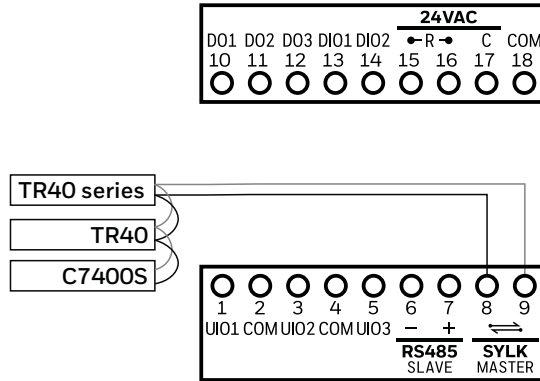 24VAC
DO1 DO2 DO3 DIO1 DIO2 R C COM
10 11 12 13 14 15 16 17 18
TR40 series
TR40
C7400S
1 2 3 4 5 6 7 8 9
UIO1 COM UIO2 COM UIO3 − +
RS485 SYLK
SLAVE MASTER